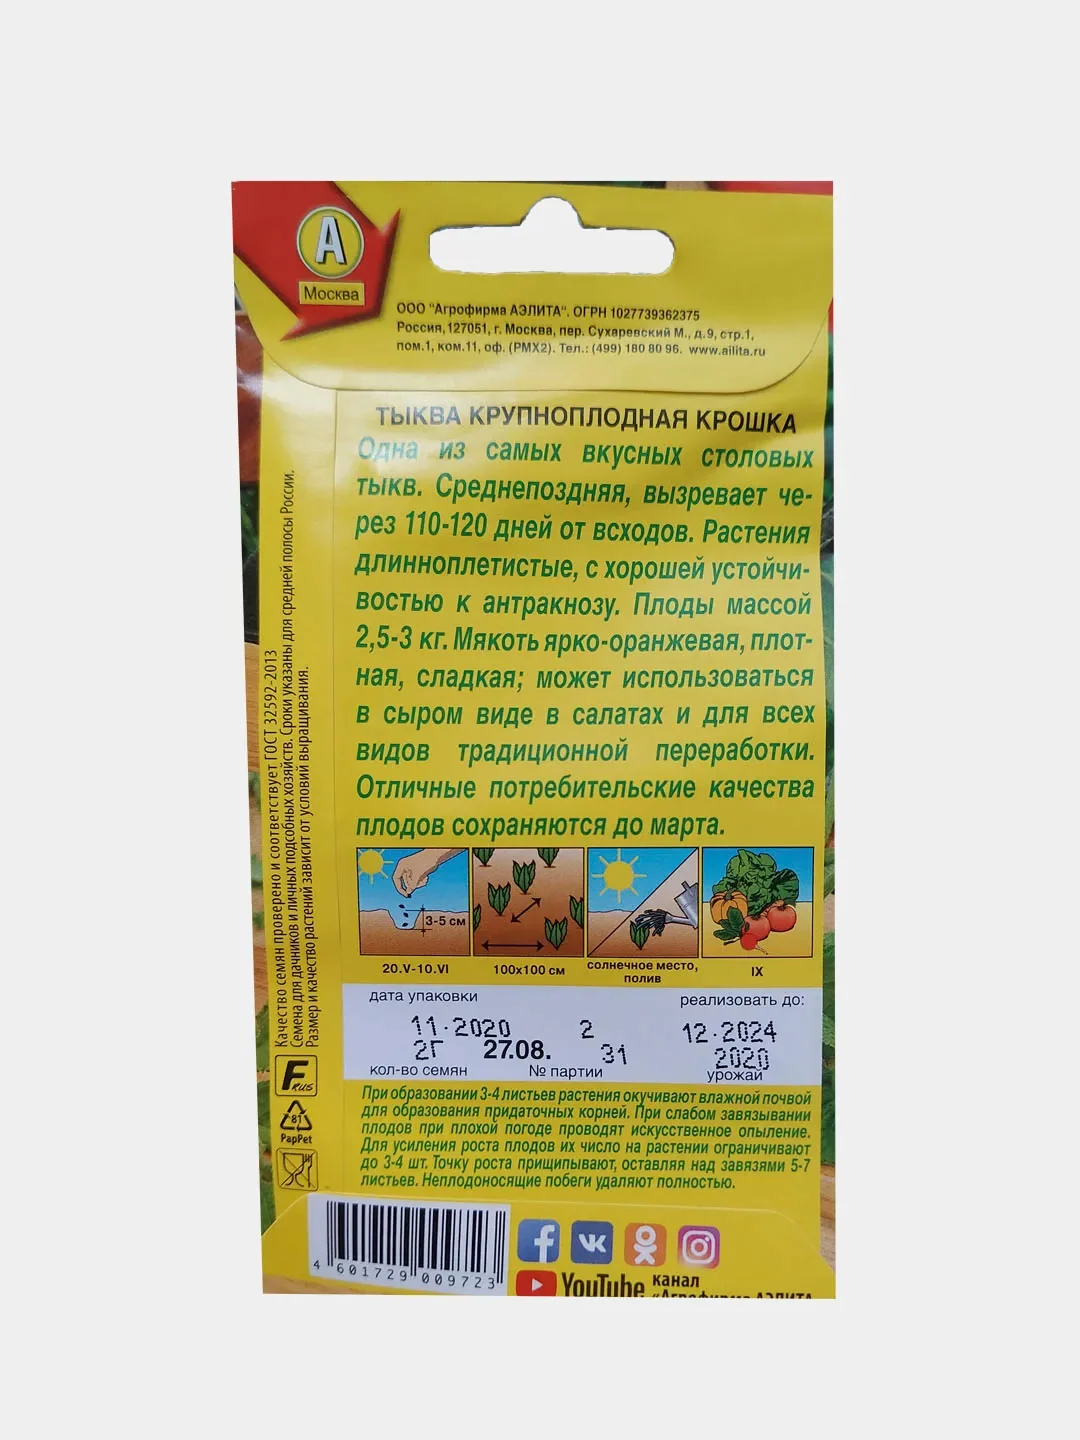 А
Москва
ООО "Агрофирма АЭЛИТА". ОГРН 1027739362375
Россия,127051, г. Москва, пер. Сухаревский М., д.9, стр.1,
пом.1, ком.11, оф. (РМХ2). Тел.: (499) 180 80 96. www.ailita.ru
ТЫКВА КРУПНОПЛОДНАЯ КРОШКА
Одна из самых вкусных столовых
тыкв. Среднепоздняя, вызревает че-
рез 110-120 дней от всходов. Растения
длинноплетистые, с хорошей устойчи-
востью к антракнозу. Плоды массой
2,5-3 кг. Мякоть ярко-оранжевая, плот-
ная, сладкая; может использоваться
в сыром виде в салатах и для всех
видов традиционной переработки.
Отличные потребительские качества
плодов сохраняются до марта.
3-5 см
20.V-10.VI
100х100 см
солнечное место,
полив
IX
дата упаковки
реализовать до:
11·2020
2
12·2024
2Г
27.08.
31
2020
кол-во семян
№ партии
урожай
При образовании 3-4 листьев растения окучивают влажной почвой
для образования придаточных корней. При слабом завязывании
плодов при плохой погоде проводят искусственное опыление.
Для усиления роста плодов их число на растении ограничивают
до 3-4 шт. Точку роста прищипывают, оставляя над завязями 5-7
листьев. Неплодоносящие побеги удаляют полностью.
Качество семян проверено и соответствует ГОСТ 32592-2013
Семена для дачников и личных подсобных хозяйств. Сроки указаны для средней полосы России.
Размер и качество растений зависит от условий выращивания.
F RUS
81
PapPet
4 601729 009723
YouTube канал
"Агрофирма АЭЛИТА